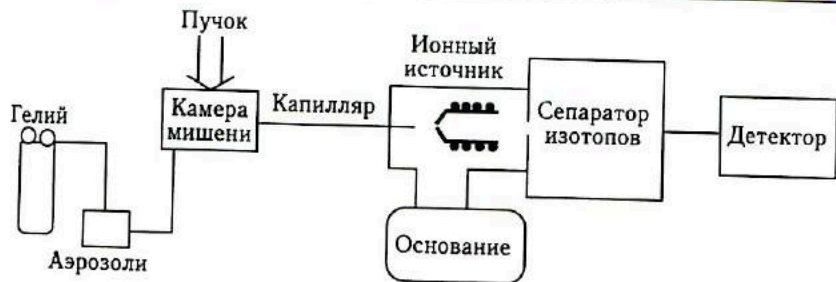 Пучок
Гелий
Камера
мишени
Капилляр
Ионный
источник
Сепаратор
изотопов
Детектор
Аэрозоли
Основание